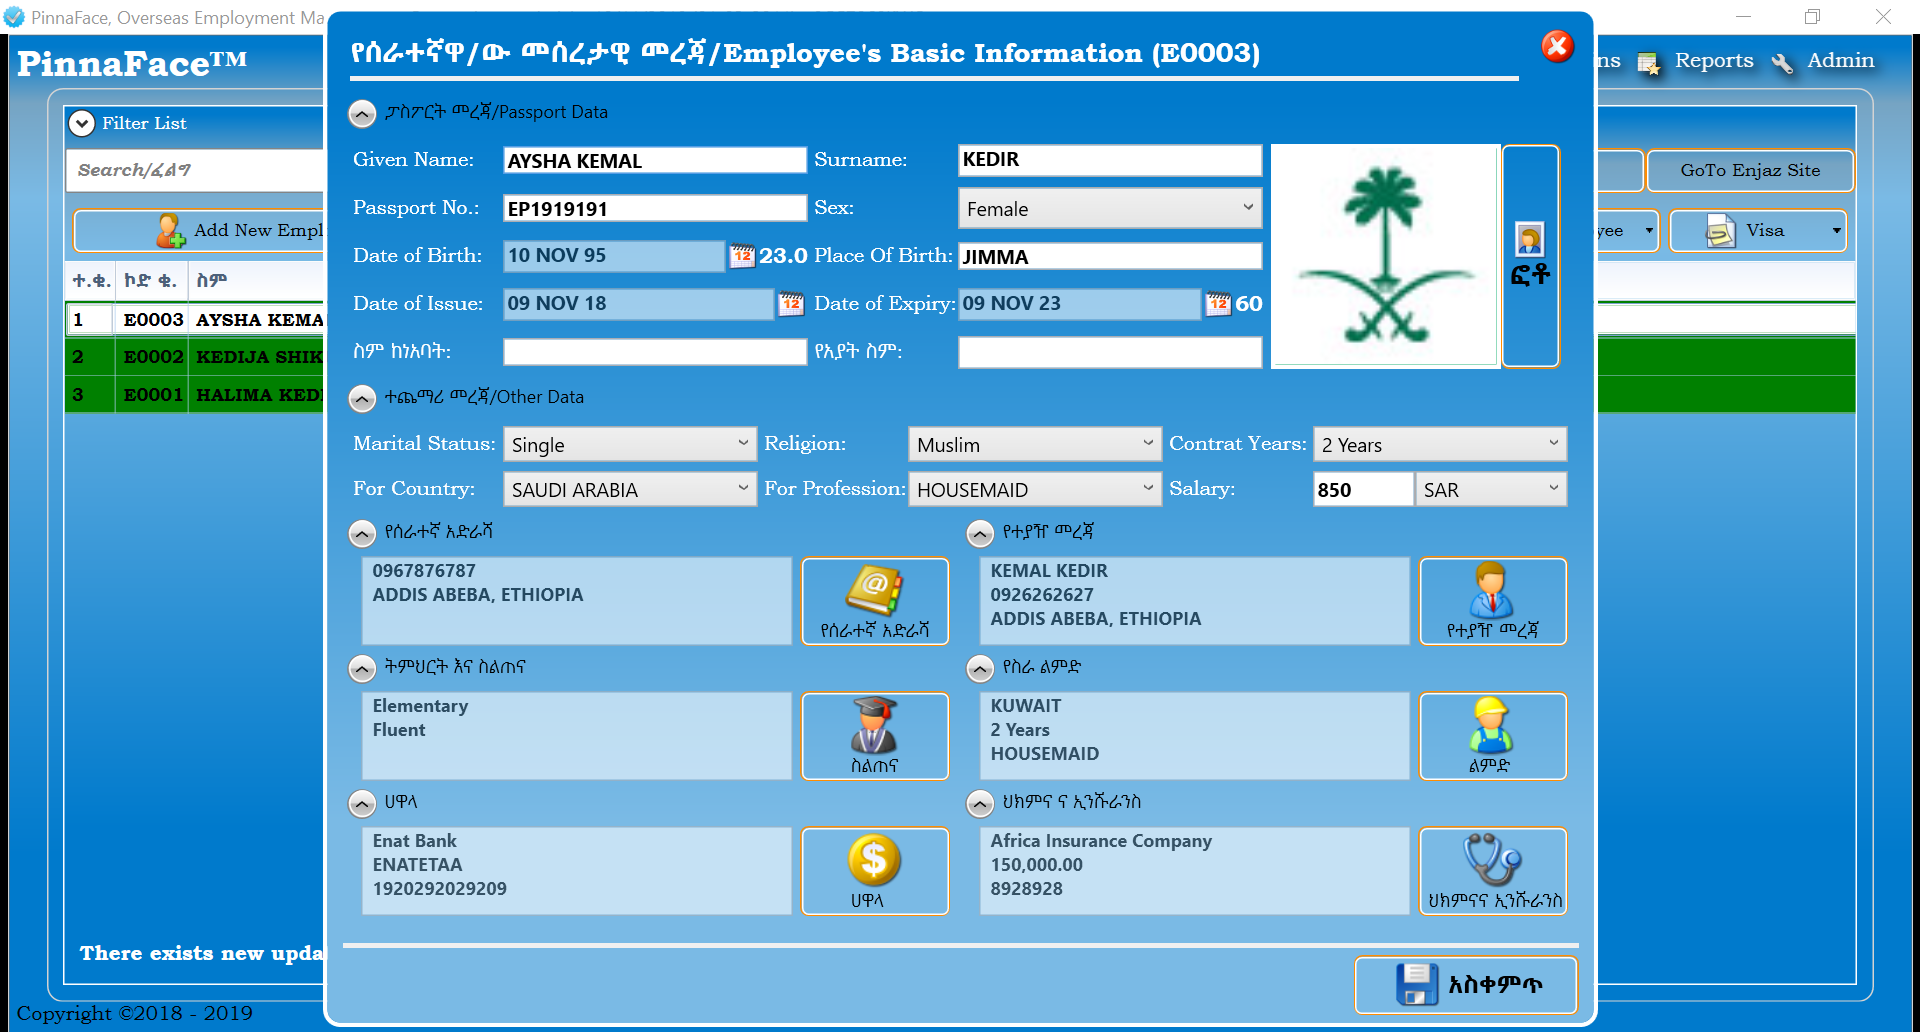 PinnaFace, Overseas Employment Ma
PinnaFace™
ns Reports Admin
Filter List
Search/ፈልግ
GoTo Enjaz Site
Add New Empl
yee Visa
ተ.ቁ. ኮድ ቁ. ስም
1 E0003 AYSHA KEMA
2 E0002 KEDIJA SHIK
3 E0001 HALIMA KED
There exists new upda
Copyright ©2018 - 2019
የሰራተኛዋ/ው መሰረታዊ መረጃ/Employee's Basic Information (E0003)
ፓስፖርት መረጃ/Passport Data
Given Name: AYSHA KEMAL Surname: KEDIR
Passport No.: EP1919191 Sex: Female
Date of Birth: 10 NOV 95 12 23.0 Place Of Birth: JIMMA
Date of Issue: 09 NOV 18 12 Date of Expiry: 09 NOV 23 12 60
ስም ከነአባት: የአያት ስም:
ፎቶ
ተጨማሪ መረጃ/Other Data
Marital Status: Single Religion: Muslim Contrat Years: 2 Years
For Country: SAUDI ARABIA For Profession: HOUSEMAID Salary: 850 SAR
የሰራተኛ አድራሻ
0967876787
ADDIS ABEBA, ETHIOPIA
የሰራተኛ አድራሻ
የተያዥ መረጃ
KEMAL KEDIR
0926262627
ADDIS ABEBA, ETHIOPIA
የተያዥ መረጃ
ትምህርት እና ስልጠና
Elementary
Fluent
ስልጠና
የስራ ልምድ
KUWAIT
2 Years
HOUSEMAID
ልምድ
ሀዋላ
Enat Bank
ENATETAA
1920292029209
ሀዋላ
ህክምና ና ኢንሹራንስ
Africa Insurance Company
150,000.00
8928928
ህክምናና ኢንሹራንስ
አስቀምጥ